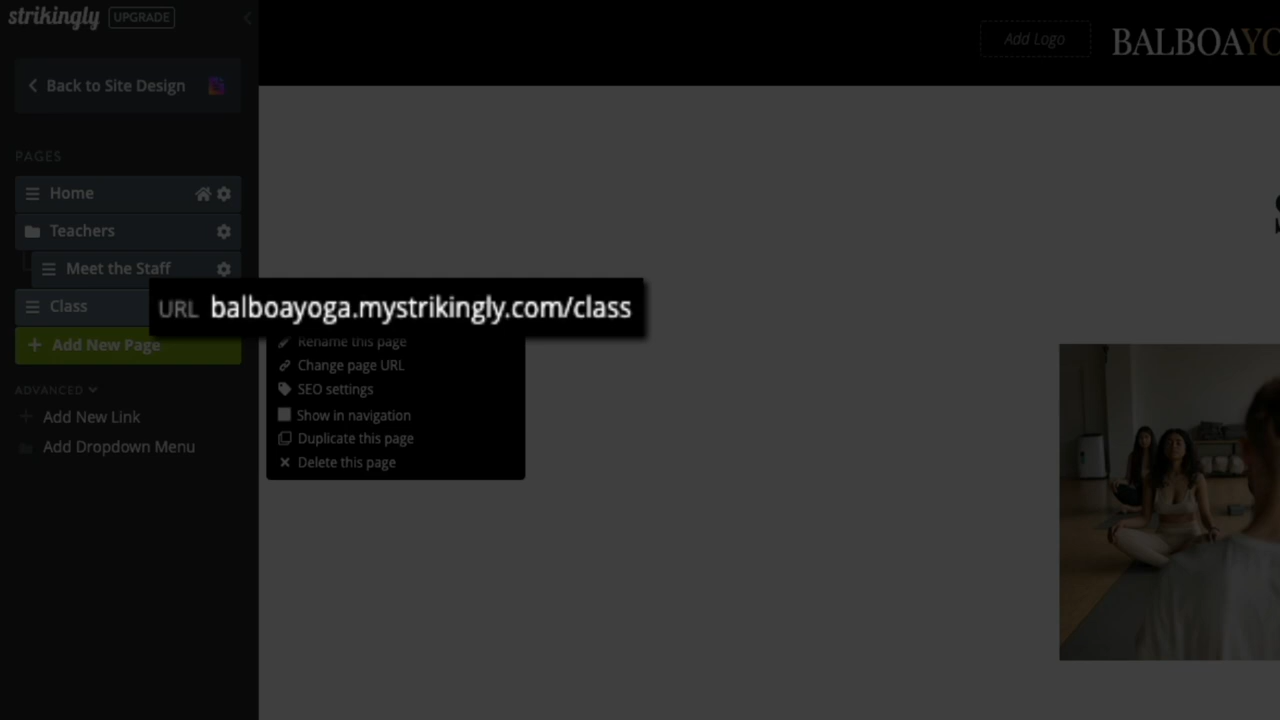 strikingly UPGRADE
Add Logo
BALBOAYO
Back to Site Design
PAGES
Home
Teachers
Meet the Staff
Class
URL balboayoga.mystrikingly.com/class
Add New Page
Rename this page
Change page URL
SEO settings
Show in navigation
Duplicate this page
Delete this page
ADVANCED
Add New Link
Add Dropdown Menu